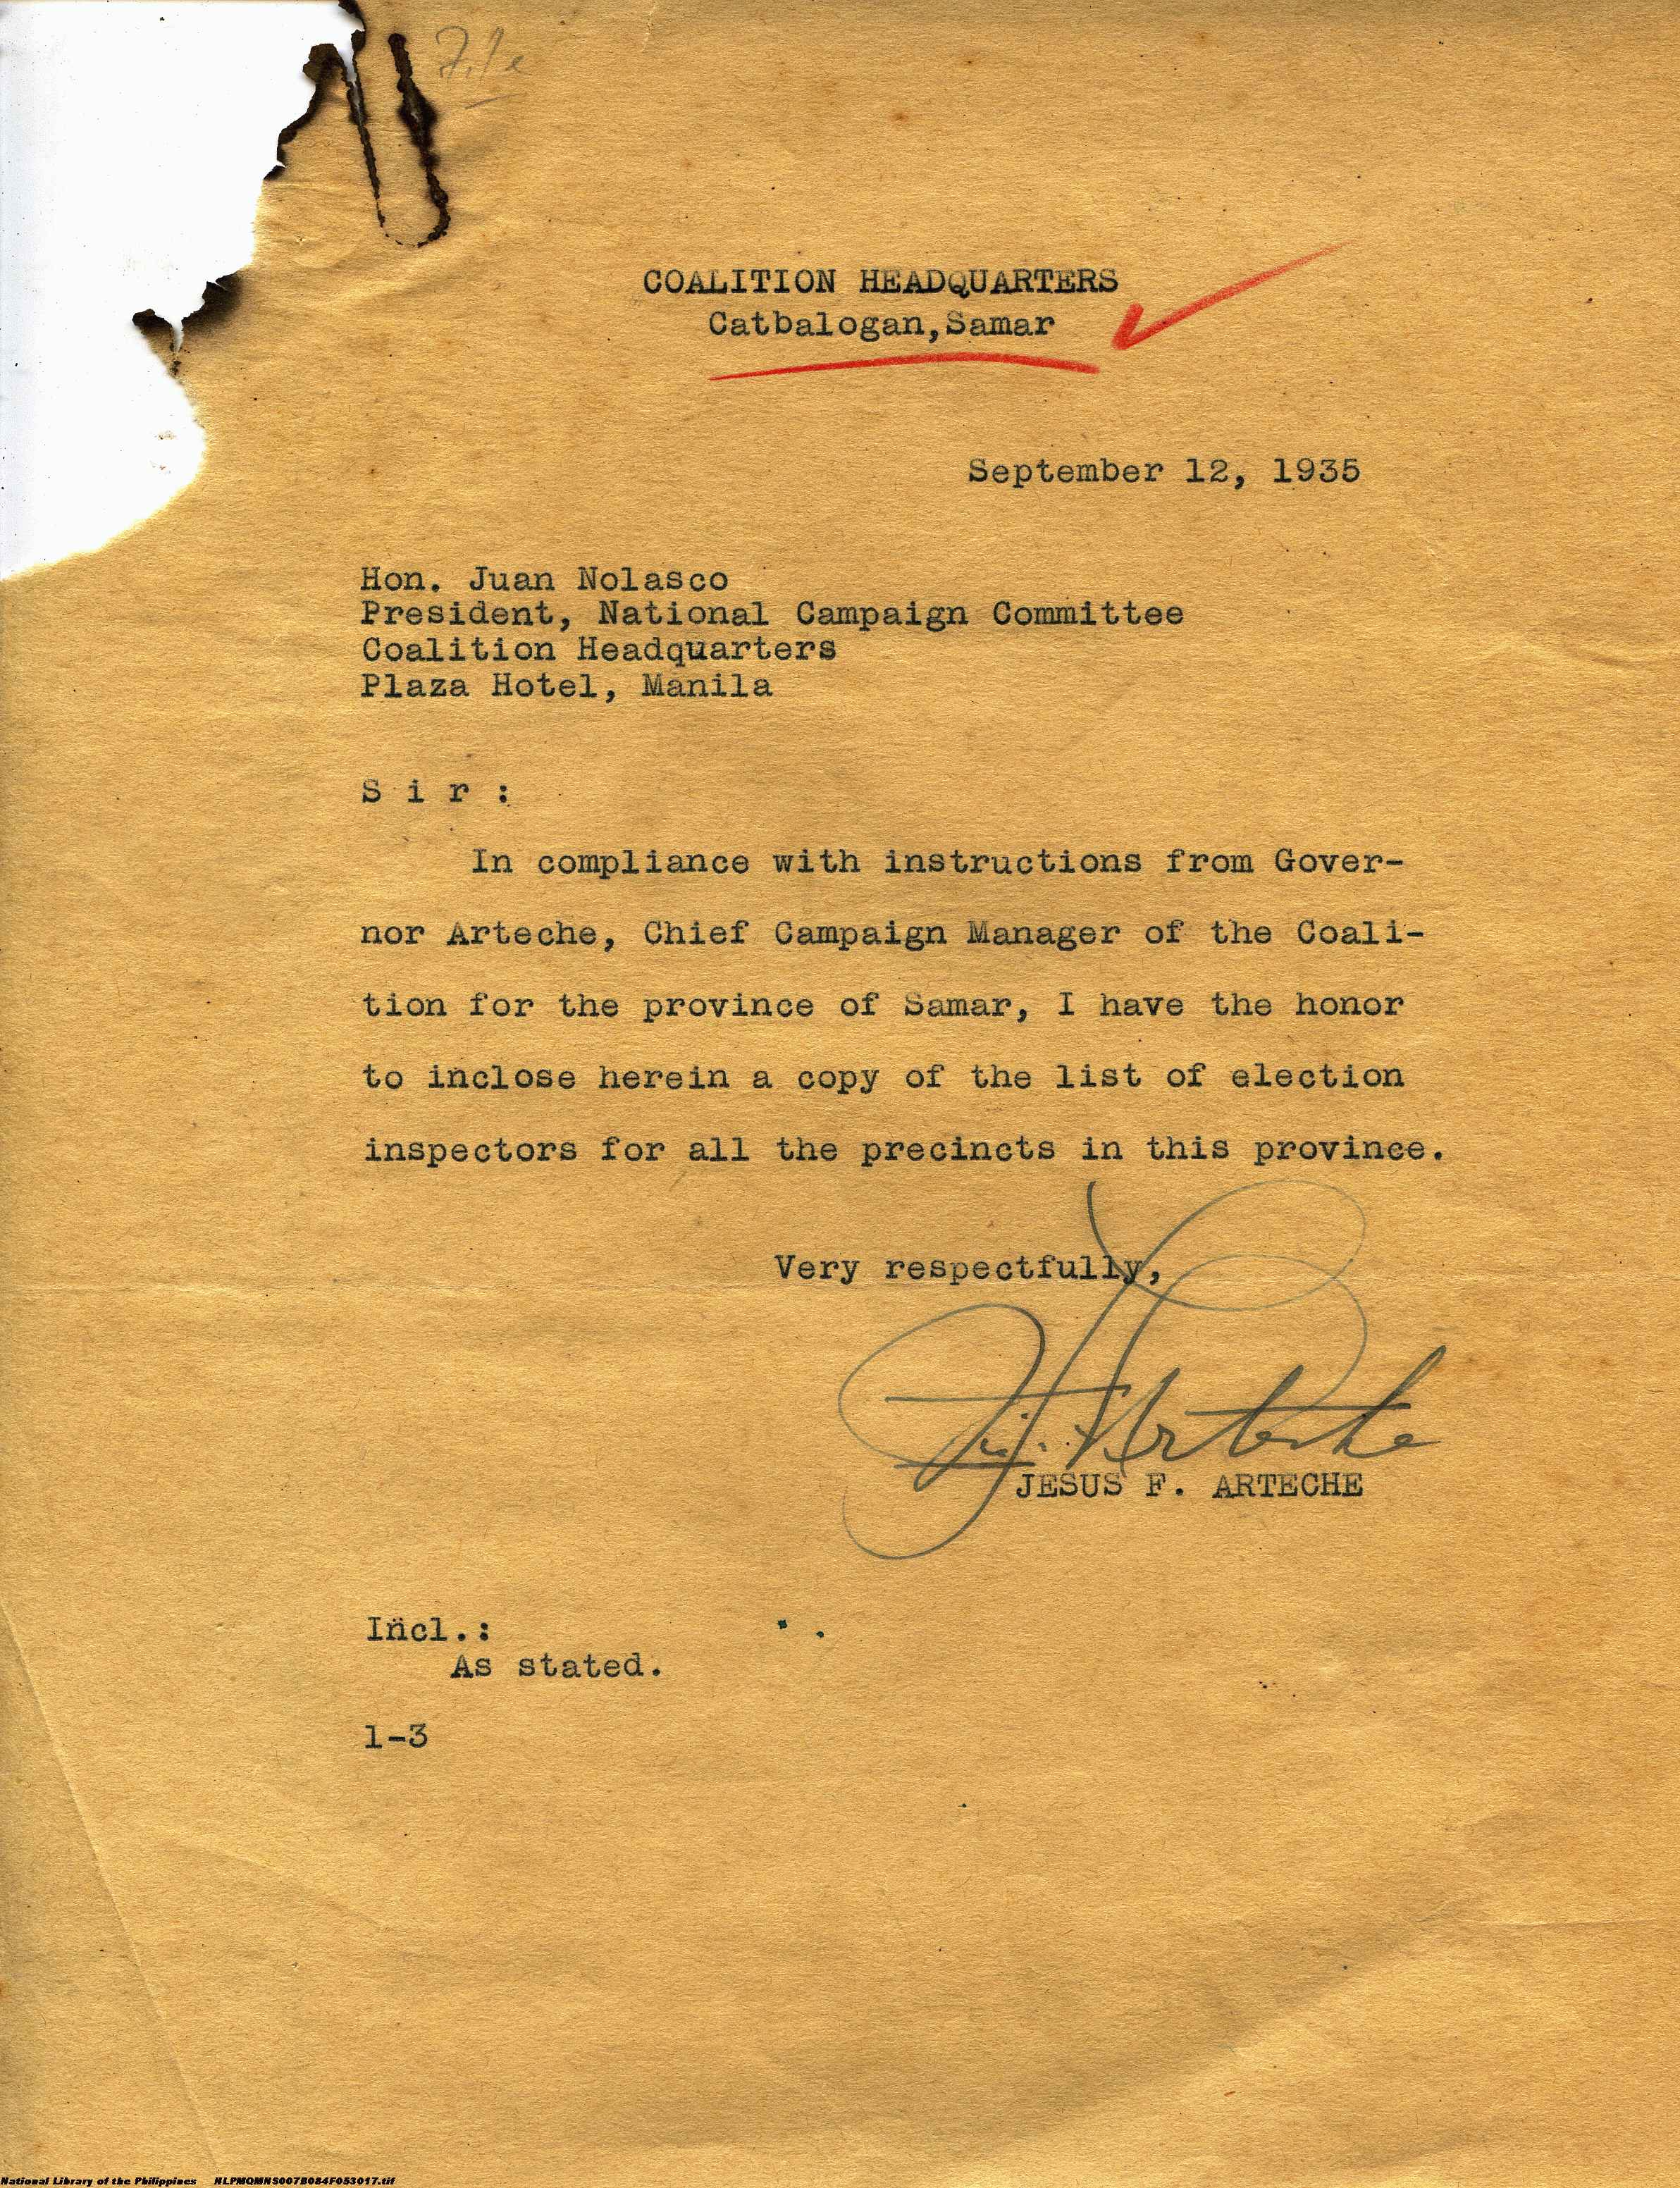 File
COALITION HEADQUARTERS
Catbalogan,Samar
September 12, 1935
Hon. Juan Nolasco
President, National Campaign Committee
Coalition Headquarters
Plaza Hotel, Manila
S i r :
In compliance with instructions from Gover-
nor Arteche, Chief Campaign Manager of the Coali-
tion for the province of Samar, I have the honor
to inclose herein a copy of the list of election
inspectors for all the precincts in this province.
Very respectfully,
J.F. Arteche
JESUS F. ARTECHE
Incl.:
As stated.
1-3
National Library of the Philippines NLPMQMNS007B084F053017.tif